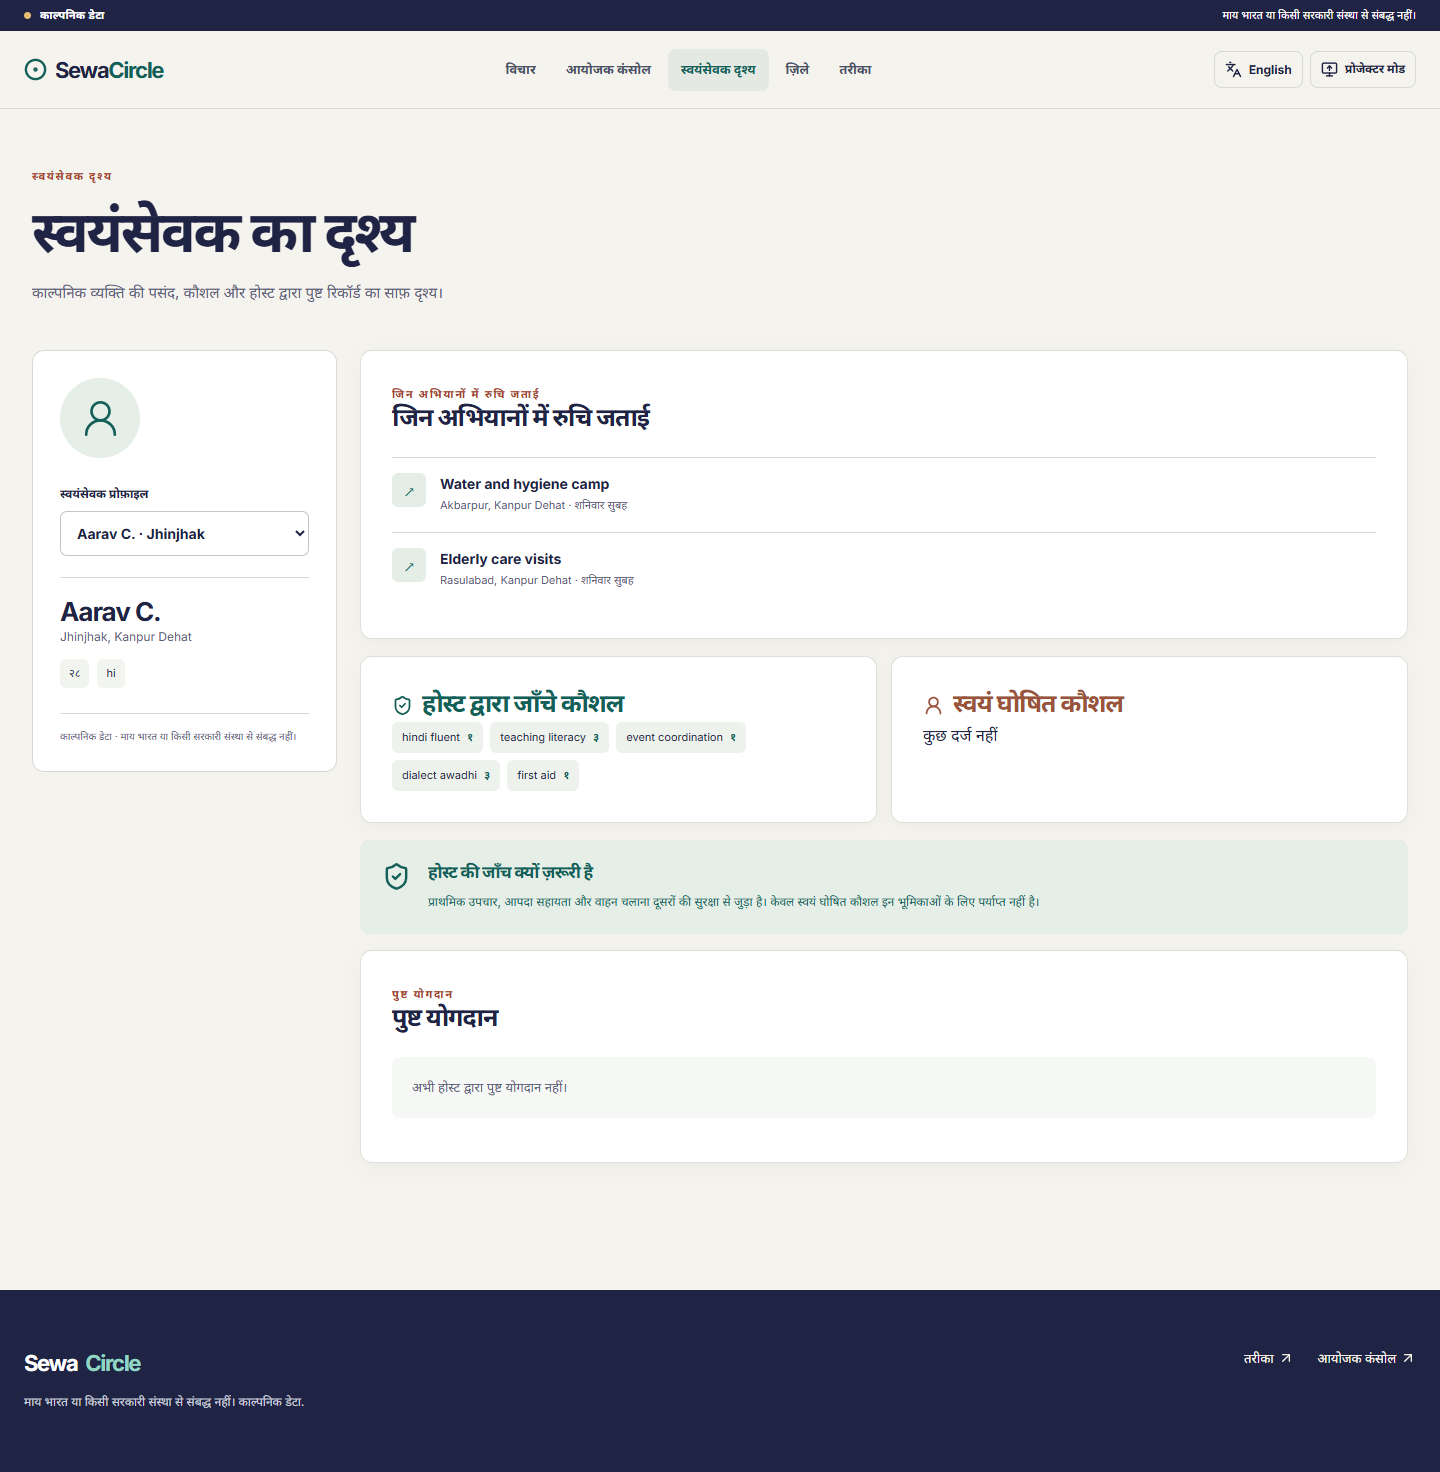 काल्पनिक डेटा
माय भारत या किसी सरकारी संस्था से संबद्ध नहीं।
SewaCircle
विचार
आयोजक कंसोल
स्वयंसेवक दृश्य
ज़िले
तरीका
English
प्रोजेक्टर मोड
स्वयंसेवक दृश्य
स्वयंसेवक का दृश्य
काल्पनिक व्यक्ति की पसंद, कौशल और होस्ट द्वारा पुष्ट रिकॉर्ड का साफ़ दृश्य।
स्वयंसेवक प्रोफ़ाइल
Aarav C. · Jhinjhak
Aarav C.
Jhinjhak, Kanpur Dehat
२८
hi
काल्पनिक डेटा · माय भारत या किसी सरकारी संस्था से संबद्ध नहीं।
जिन अभियानों में रुचि जताई
जिन अभियानों में रुचि जताई
Water and hygiene camp
Akbarpur, Kanpur Dehat · शनिवार सुबह
Elderly care visits
Rasulabad, Kanpur Dehat · शनिवार सुबह
होस्ट द्वारा जाँचे कौशल
hindi fluent १
teaching literacy ३
event coordination १
dialect awadhi ३
first aid १
स्वयं घोषित कौशल
कुछ दर्ज नहीं
होस्ट की जाँच क्यों ज़रूरी है
प्राथमिक उपचार, आपदा सहायता और वाहन चलाना दूसरों की सुरक्षा से जुड़ा है। केवल स्वयं घोषित कौशल इन भूमिकाओं के लिए पर्याप्त नहीं है।
पुष्ट योगदान
पुष्ट योगदान
अभी होस्ट द्वारा पुष्ट योगदान नहीं।
Sewa Circle
माय भारत या किसी सरकारी संस्था से संबद्ध नहीं। काल्पनिक डेटा.
तरीका
आयोजक कंसोल